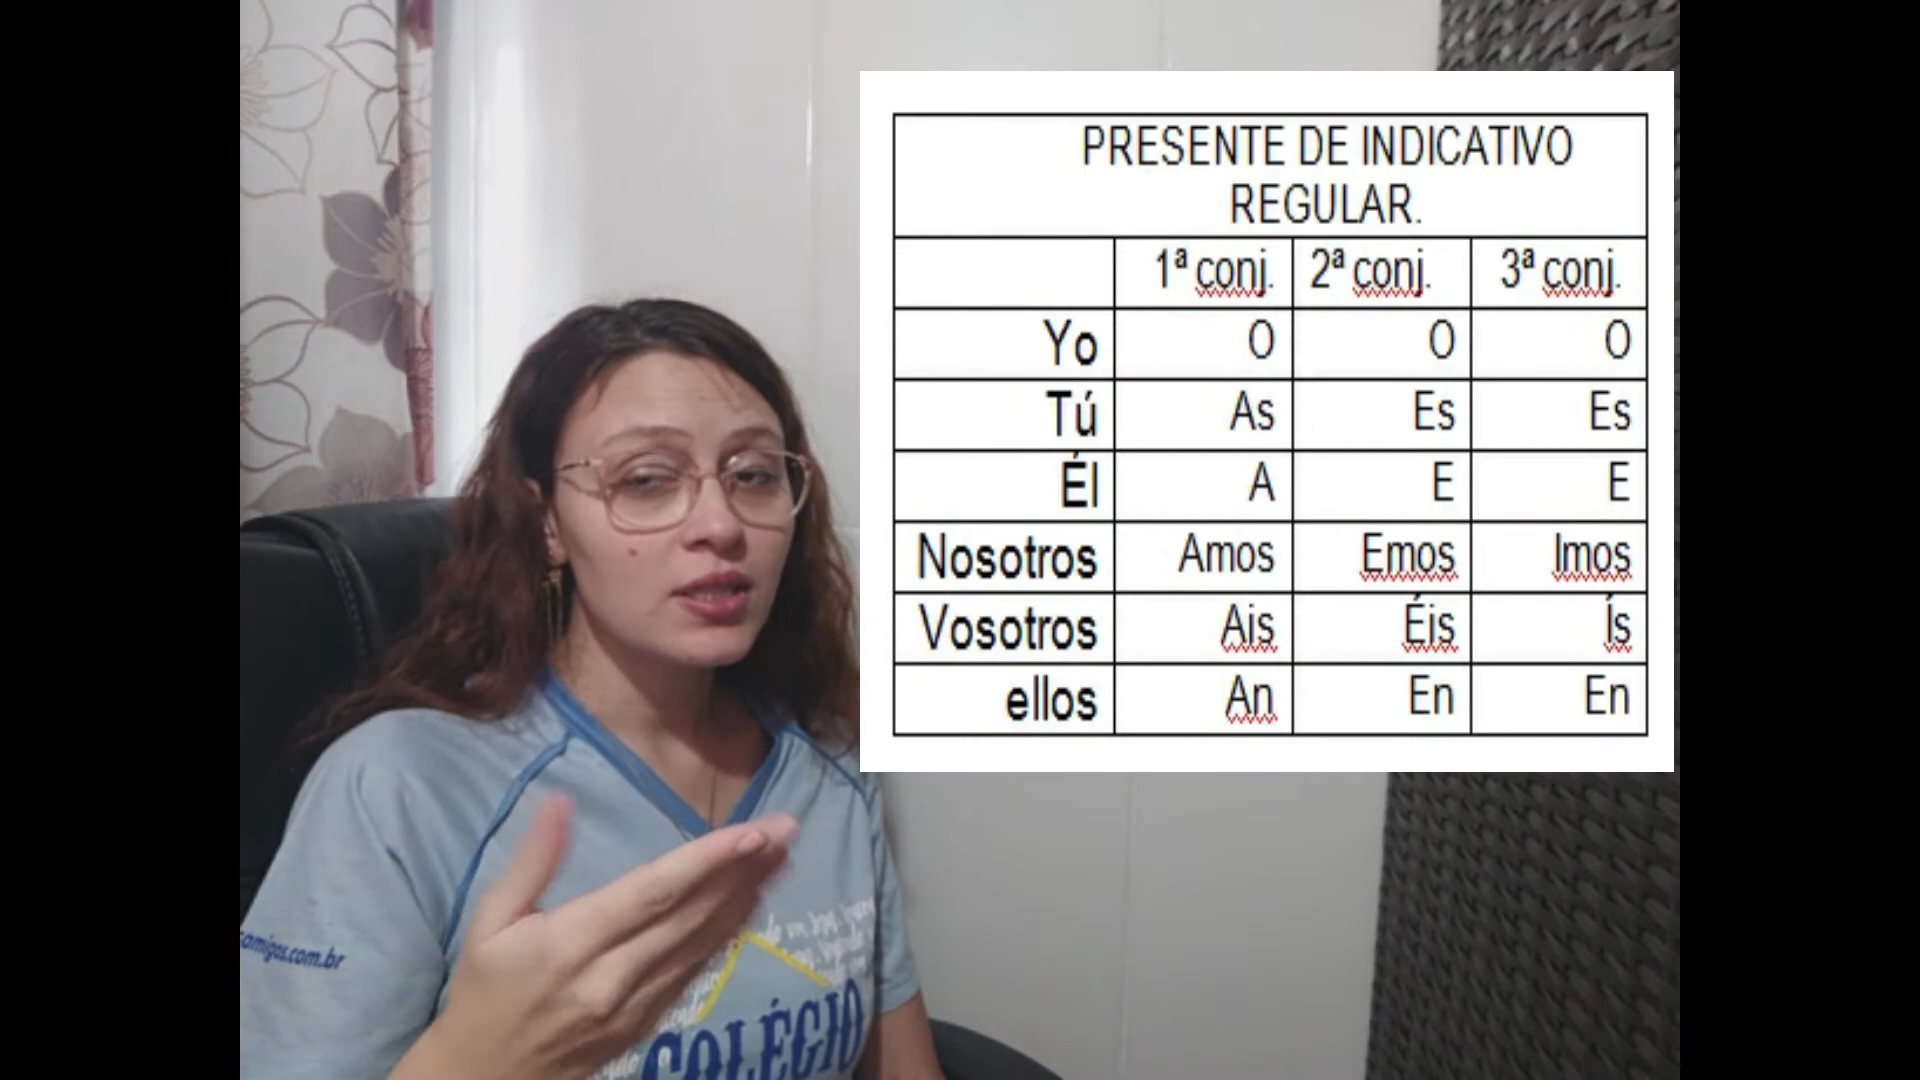 PRESENTE DE INDICATIVO
REGULAR.
1ª conj. 2ª conj. 3ª conj.
Yo O O O
Tú As Es Es
Él A E E
Nosotros Amos Emos Imos
Vosotros Ais Éis Ís
ellos An En En
amigos.com.br
COLÉGIO